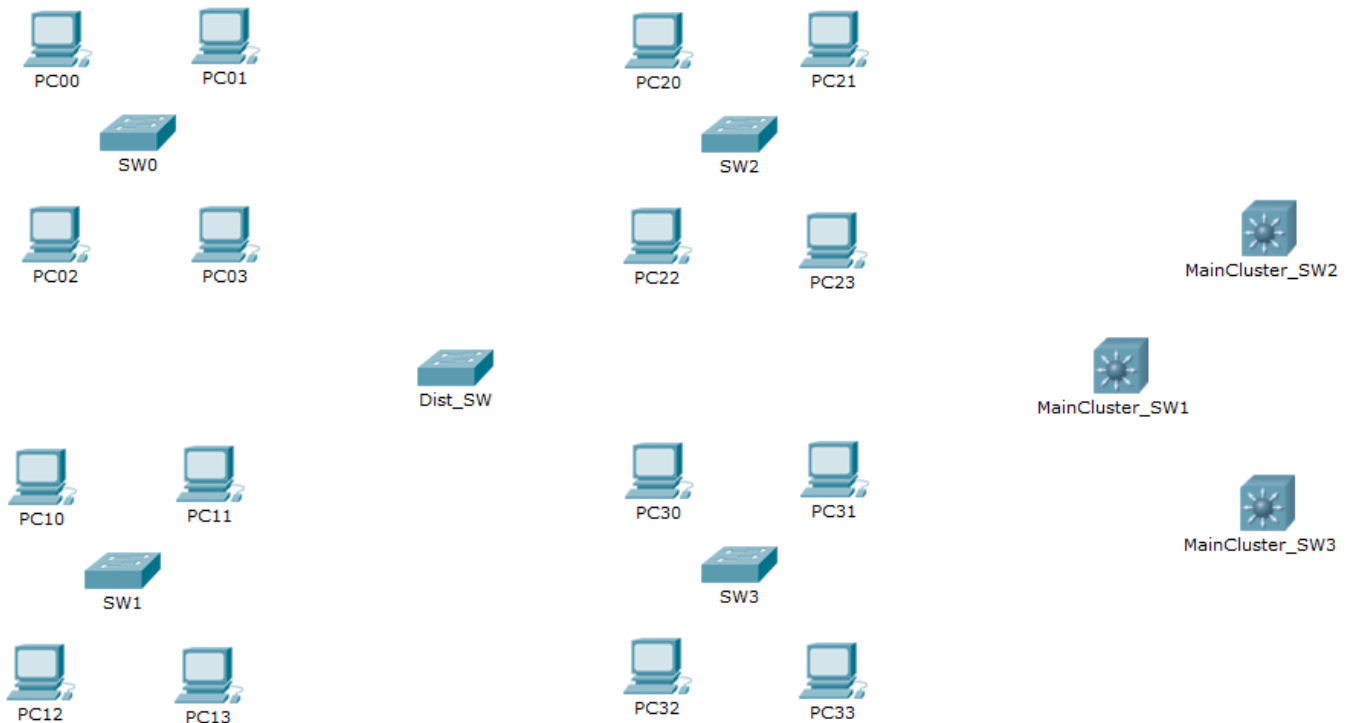 PC00
PC01
PC20
PC21
SW0
SW2
PC02
PC03
PC22
PC23
MainCluster_SW2
Dist_SW
MainCluster_SW1
PC10
PC11
PC30
PC31
MainCluster_SW3
SW1
SW3
PC12
PC13
PC32
PC33